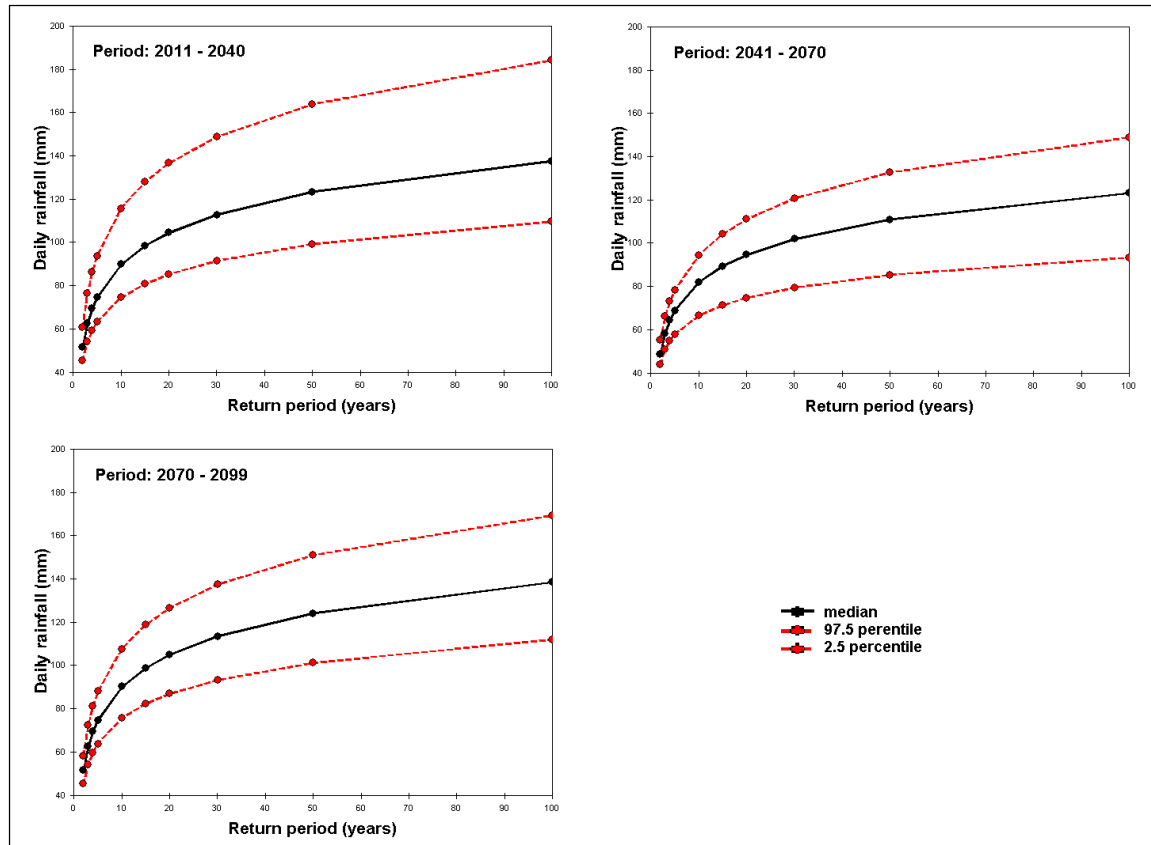 Period: 2011 - 2040
Daily rainfall (mm)
200
180
160
140
120
100
80
60
40
0 10 20 30 40 50 60 70 80 90 100
Return period (years)
Period: 2041 - 2070
Daily rainfall (mm)
200
180
160
140
120
100
80
60
40
0 10 20 30 40 50 60 70 80 90 100
Return period (years)
Period: 2070 - 2099
Daily rainfall (mm)
200
180
160
140
120
100
80
60
40
0 10 20 30 40 50 60 70 80 90 100
Return period (years)
median
97.5 perentile
2.5 percentile